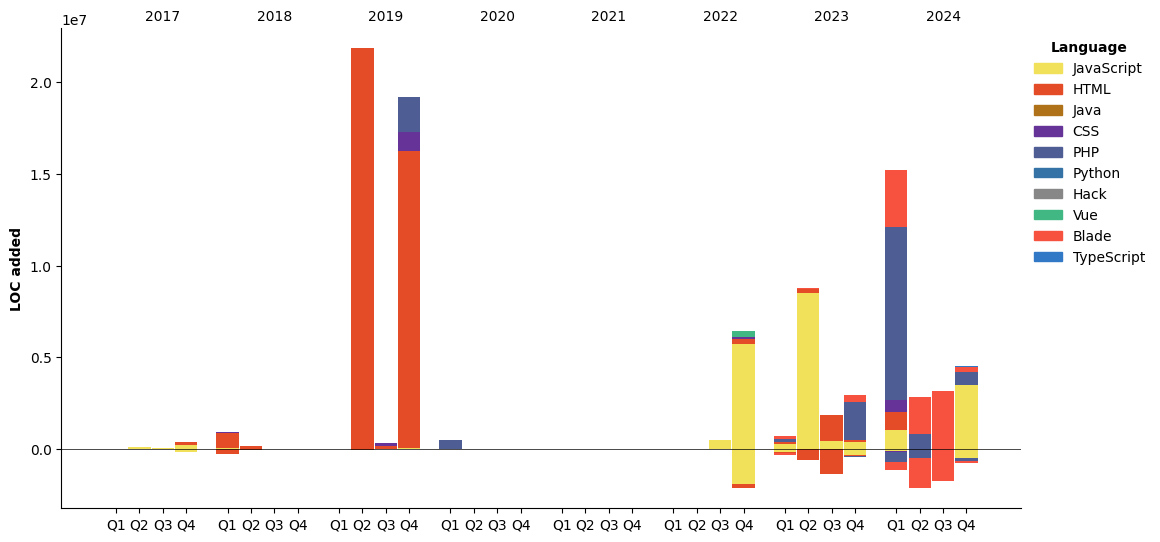 2017 2018 2019 2020 2021 2022 2023 2024
1e7
2.0
1.5
1.0
0.5
0.0
LOC added
Q1 Q2 Q3 Q4 Q1 Q2 Q3 Q4 Q1 Q2 Q3 Q4 Q1 Q2 Q3 Q4 Q1 Q2 Q3 Q4 Q1 Q2 Q3 Q4 Q1 Q2 Q3 Q4 Q1 Q2 Q3 Q4
Language
JavaScript
HTML
Java
CSS
PHP
Python
Hack
Vue
Blade
TypeScript